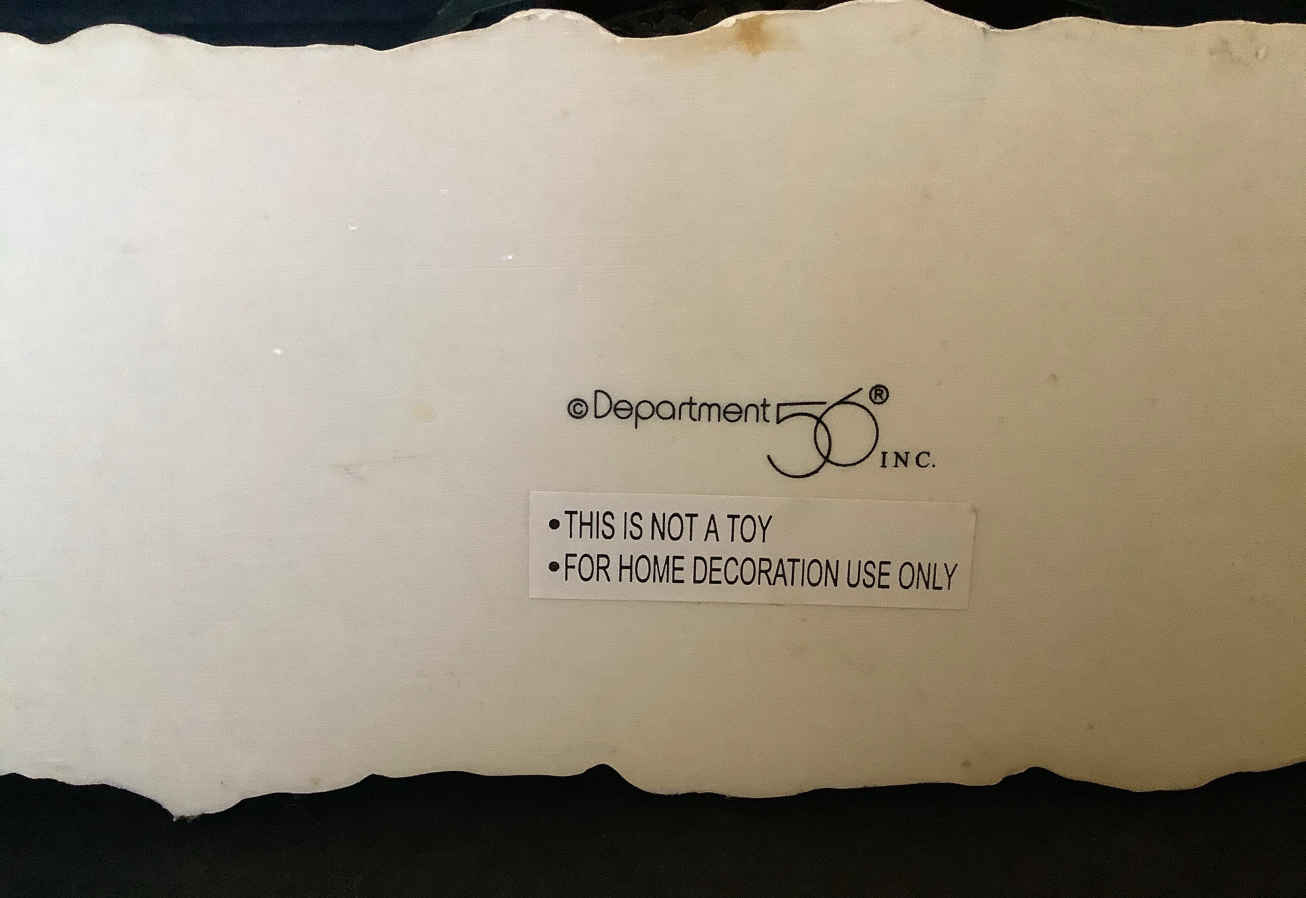 ©Department 56® INC.
•THIS IS NOT A TOY
•FOR HOME DECORATION USE ONLY